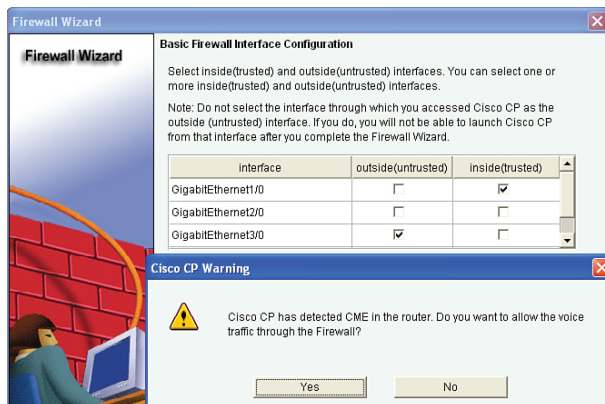 Firewall Wizard
Firewall Wizard
Basic Firewall Interface Configuration
Select inside(trusted) and outside(untrusted) interfaces. You can select one or
more inside(trusted) and outside(untrusted) interfaces.
Note: Do not select the interface through which you accessed Cisco CP as the
outside (untrusted) interface. If you do, you will not be able to launch Cisco CP
from that interface after you complete the Firewall Wizard.
interface outside(untrusted) inside(trusted)
GigabitEthernet1/0
GigabitEthernet2/0
GigabitEthernet3/0
Cisco CP Warning
Cisco CP has detected CME in the router. Do you want to allow the voice
traffic through the Firewall?
Yes No